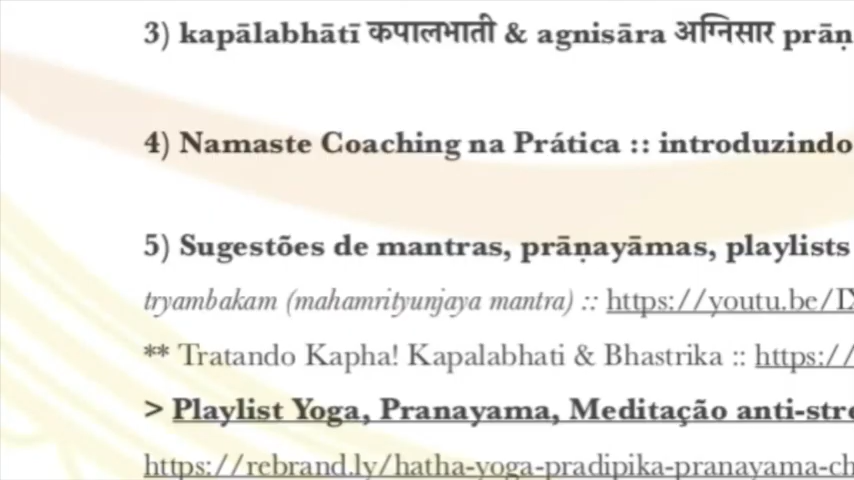 3) kapālabhātī कपालभाती & agnisāra अग्निसार prāṇ
4) Namaste Coaching na Prática :: introduzindo
5) Sugestões de mantras, prāṇayāmas, playlists
tryambakam (mahamrityunjaya mantra) :: https://youtu.be/
** Tratando Kapha! Kapalabhati & Bhastrika :: https://
> Playlist Yoga, Pranayama, Meditação anti-stre
https://rebrand.ly/hatha-yoga-pradipika-pranayama-ch